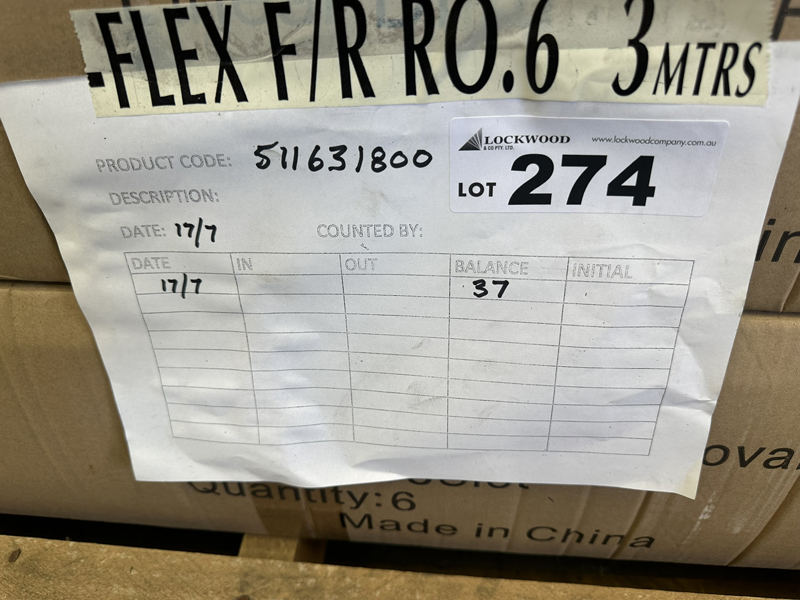 -FLEX F/R RO.6 3MTRS
LOCKWOOD
& CO PTY. LTD.
www.lockwoodcompany.com.au
LOT 274
PRODUCT CODE: 511631800
DESCRIPTION:
DATE: 17/7 COUNTED BY:
DATE IN OUT BALANCE INITIAL
17/7 37
Quantity:6
Made in China